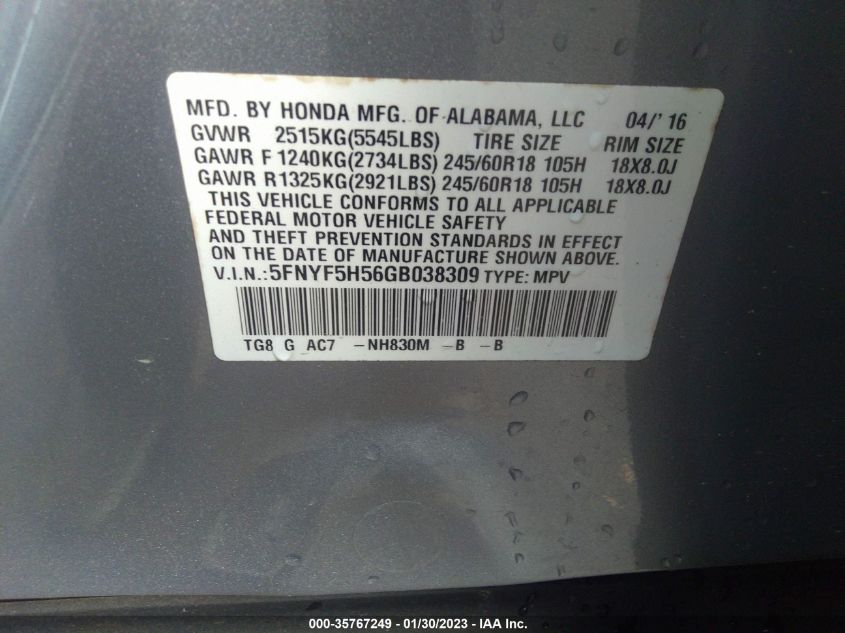 MFD. BY HONDA MFG. OF ALABAMA, LLC 04/'16
GVWR 2515KG(5545LBS) TIRE SIZE RIM SIZE
GAWR F 1240KG(2734LBS) 245/60R18 105H 18X8.0J
GAWR R1325KG(2921LBS) 245/60R18 105H 18X8.0J
THIS VEHICLE CONFORMS TO ALL APPLICABLE
FEDERAL MOTOR VEHICLE SAFETY
AND THEFT PREVENTION STANDARDS IN EFFECT
ON THE DATE OF MANUFACTURE SHOWN ABOVE.
V.I.N.:5FNYF5H56GB038309 TYPE: MPV
TG8 G AC7 -NH830M -B -B
000-35767249 - 01/30/2023 - IAA Inc.